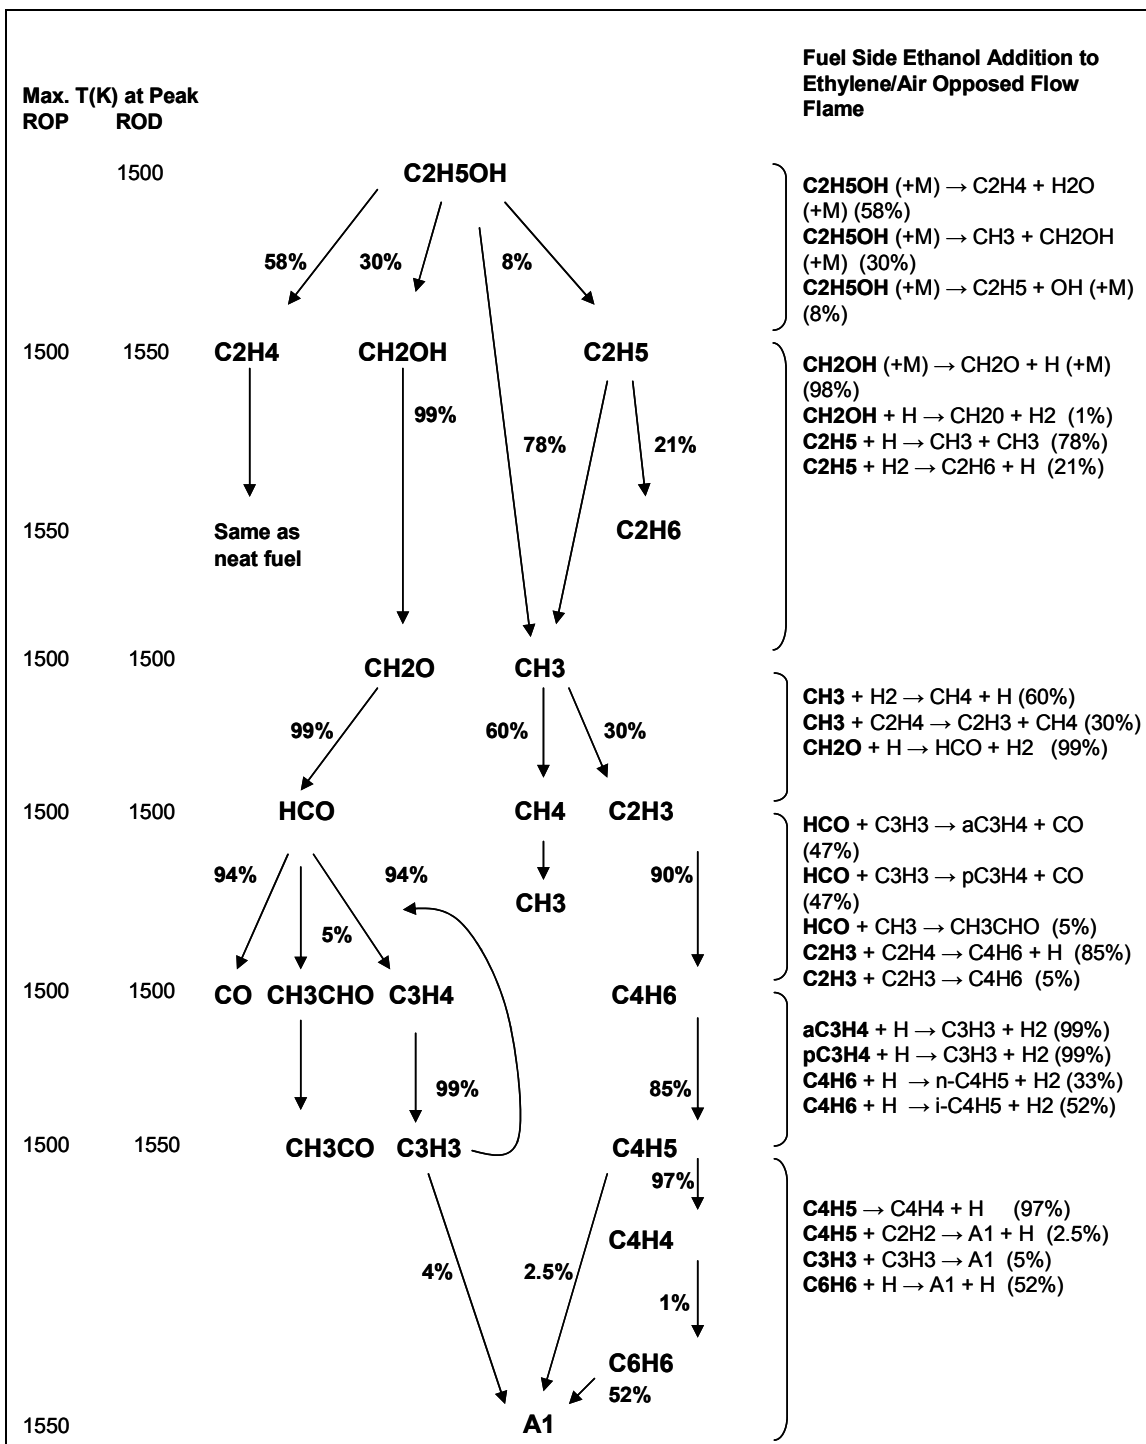 Fuel Side Ethanol Addition to
Ethylene/Air Opposed Flow
Flame
Max. T(K) at Peak
ROP ROD
1500 C2H5OH
58% 30% 8%
C2H5OH (+M) → C2H4 + H2O
(+M) (58%)
C2H5OH (+M) → CH3 + CH2OH
(+M) (30%)
C2H5OH (+M) → C2H5 + OH (+M)
(8%)
1500 1550 C2H4 CH2OH C2H5
99% 78% 21%
CH2OH (+M) → CH2O + H (+M)
(98%)
CH2OH + H → CH20 + H2 (1%)
C2H5 + H → CH3 + CH3 (78%)
C2H5 + H2 → C2H6 + H (21%)
1550 Same as
neat fuel
C2H6
1500 1500 CH2O CH3
99% 60% 30%
CH3 + H2 → CH4 + H (60%)
CH3 + C2H4 → C2H3 + CH4 (30%)
CH2O + H → HCO + H2 (99%)
1500 1500 HCO CH4 C2H3
94% 5% 94% CH3 90%
HCO + C3H3 → aC3H4 + CO
(47%)
HCO + C3H3 → pC3H4 + CO
(47%)
HCO + CH3 → CH3CHO (5%)
C2H3 + C2H4 → C4H6 + H (85%)
C2H3 + C2H3 → C4H6 (5%)
1500 1500 CO CH3CHO C3H4 C4H6
99% 85%
aC3H4 + H → C3H3 + H2 (99%)
pC3H4 + H → C3H3 + H2 (99%)
C4H6 + H → n-C4H5 + H2 (33%)
C4H6 + H → i-C4H5 + H2 (52%)
1500 1550 CH3CO C3H3 C4H5
97%
C4H4
4% 2.5%
1%
C6H6
52%
C4H5 → C4H4 + H (97%)
C4H5 + C2H2 → A1 + H (2.5%)
C3H3 + C3H3 → A1 (5%)
C6H6 + H → A1 + H (52%)
1550 A1